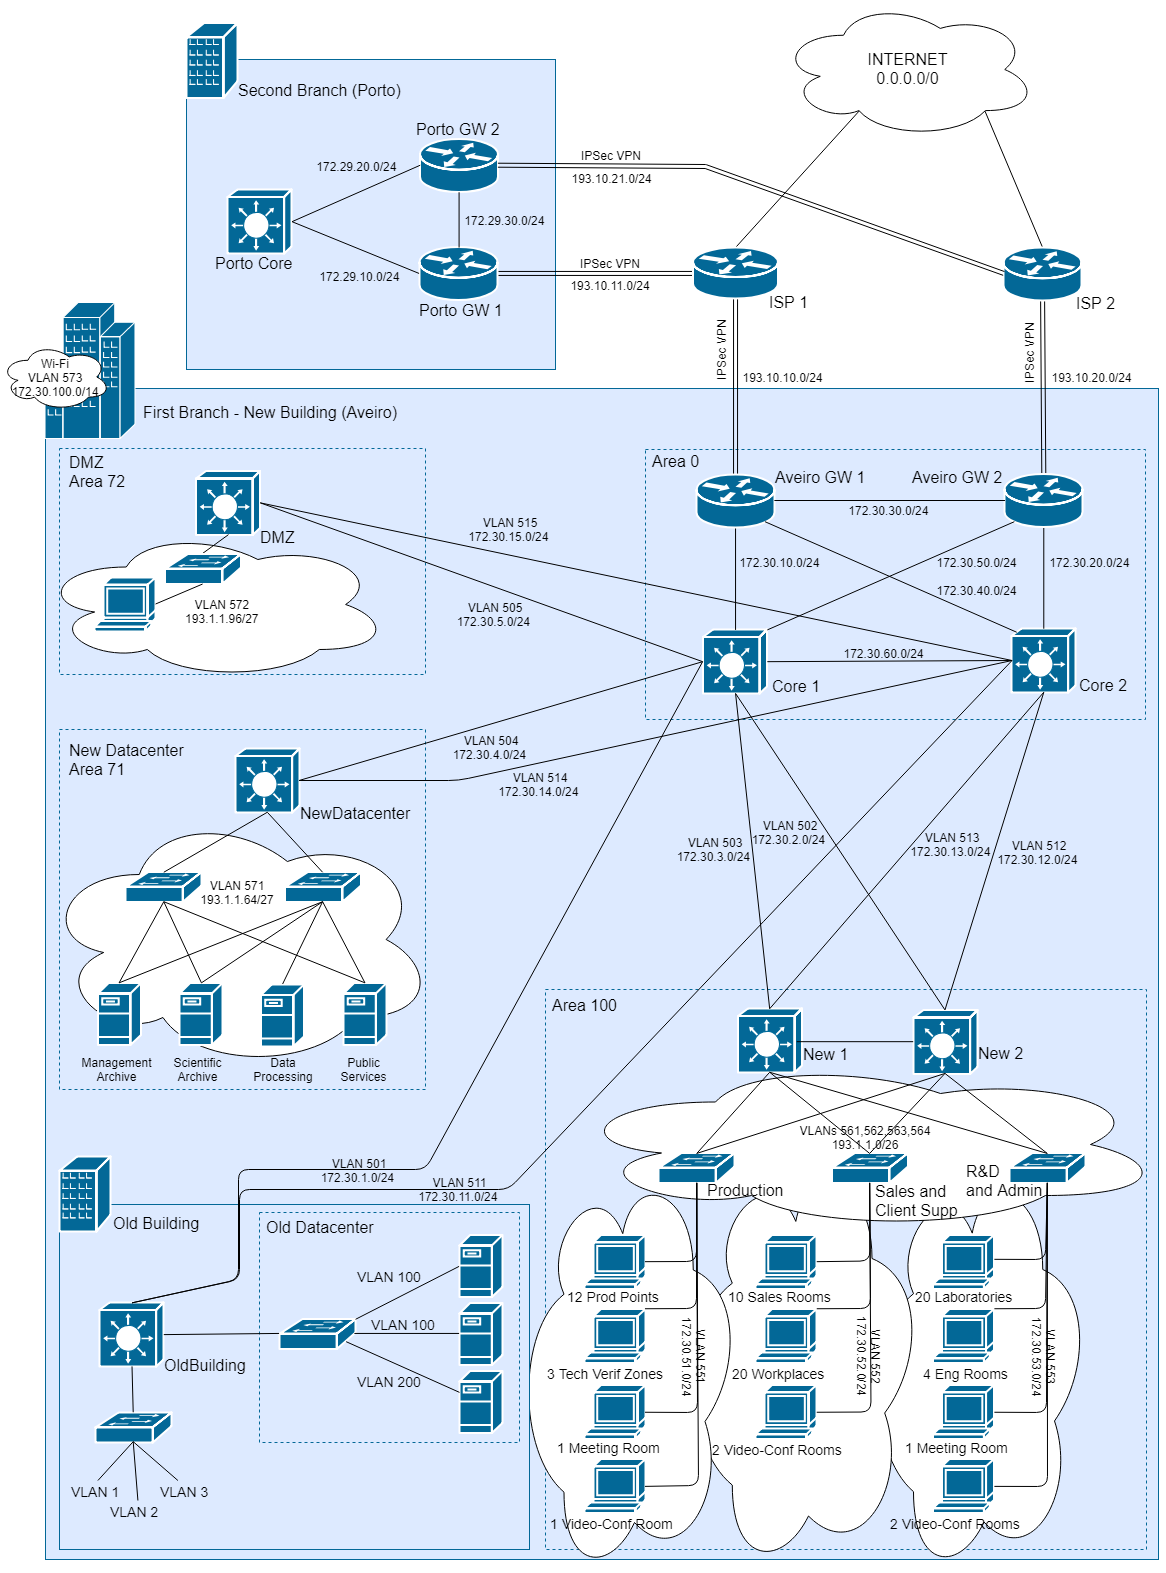 INTERNET
0.0.0.0/0
Second Branch (Porto)
Porto GW 2
172.29.20.0/24
IPSec VPN
193.10.21.0/24
172.29.30.0/24
Porto Core
172.29.10.0/24
Porto GW 1
IPSec VPN
193.10.11.0/24
ISP 1
ISP 2
IPSec VPN
193.10.10.0/24
IPSec VPN
193.10.20.0/24
Wi-Fi
VLAN 573
172.30.100.0/14
First Branch - New Building (Aveiro)
DMZ
Area 72
DMZ
VLAN 572
193.1.1.96/27
VLAN 515
172.30.15.0/24
VLAN 505
172.30.5.0/24
Area 0
Aveiro GW 1
Aveiro GW 2
172.30.30.0/24
172.30.10.0/24
172.30.50.0/24
172.30.20.0/24
172.30.40.0/24
172.30.60.0/24
Core 1
Core 2
New Datacenter
Area 71
NewDatacenter
VLAN 504
172.30.4.0/24
VLAN 514
172.30.14.0/24
VLAN 571
193.1.1.64/27
Management
Archive
Scientific
Archive
Data
Processing
Public
Services
VLAN 503
172.30.3.0/24
VLAN 502
172.30.2.0/24
VLAN 513
172.30.13.0/24
VLAN 512
172.30.12.0/24
Area 100
New 1
New 2
VLANs 561,562,563,564
193.1.1.0/26
Production
Sales and
Client Supp
R&D
and Admin
VLAN 501
172.30.1.0/24
VLAN 511
172.30.11.0/24
Old Building
Old Datacenter
VLAN 100
VLAN 100
VLAN 200
OldBuilding
VLAN 1
VLAN 2
VLAN 3
12 Prod Points
3 Tech Verif Zones
1 Meeting Room
1 Video-Conf Room
VLAN 551
172.30.51.0/24
10 Sales Rooms
20 Workplaces
2 Video-Conf Rooms
VLAN 552
172.30.52.0/24
20 Laboratories
4 Eng Rooms
1 Meeting Room
2 Video-Conf Rooms
VLAN 553
172.30.53.0/24